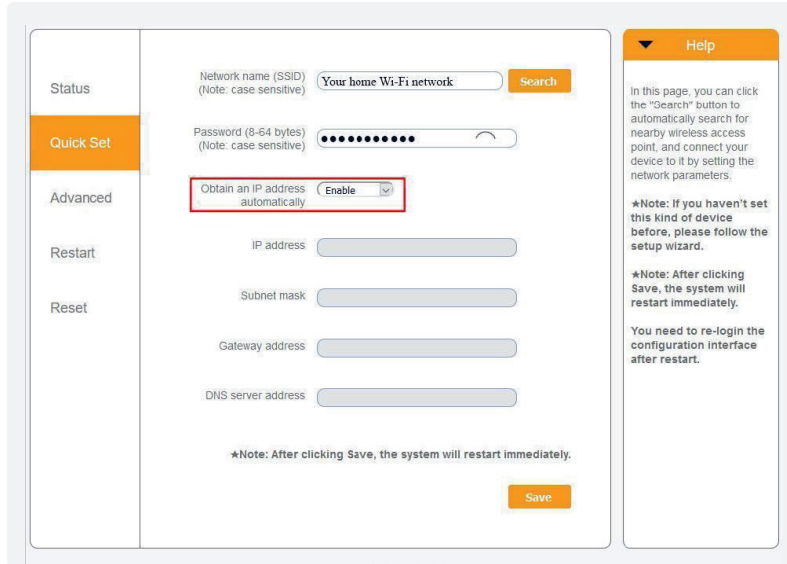 Status
Quick Set
Advanced
Restart
Reset
Network name (SSID)
(Note: case sensitive)
Your home Wi-Fi network
Search
Password (8-64 bytes)
(Note: case sensitive)
Obtain an IP address
automatically
Enable
IP address
Subnet mask
Gateway address
DNS server address
★Note: After clicking Save, the system will restart immediately.
Save
Help
In this page, you can click
the "Search" button to
automatically search for
nearby wireless access
point, and connect your
device to it by setting the
network parameters.
★Note: If you haven't set
this kind of device
before, please follow the
setup wizard.
★Note: After clicking
Save, the system will
restart immediately.
You need to re-login the
configuration interface
after restart.